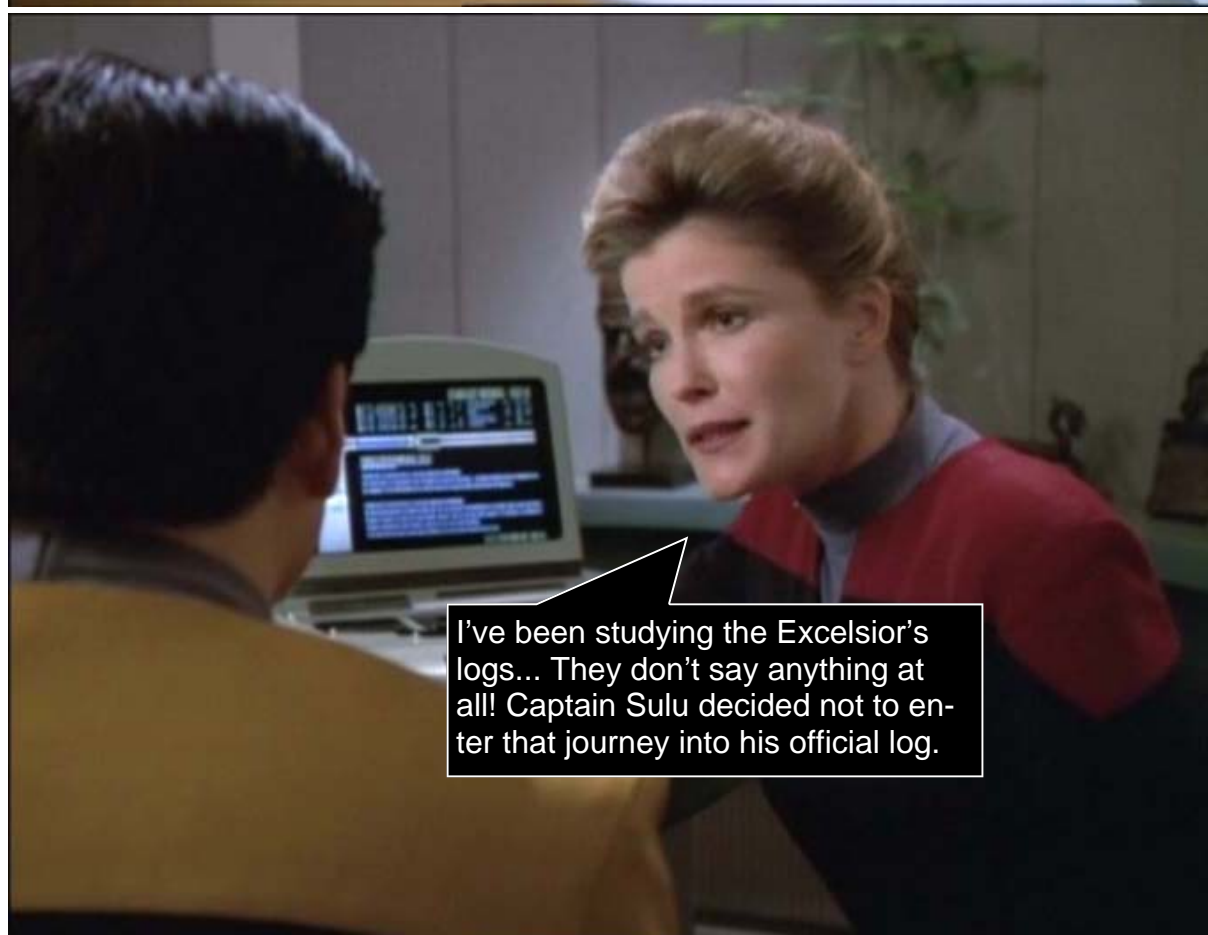 I've been studying the Excelsior's
logs... They don't say anything at
all! Captain Sulu decided not to en-
ter that journey into his official log.